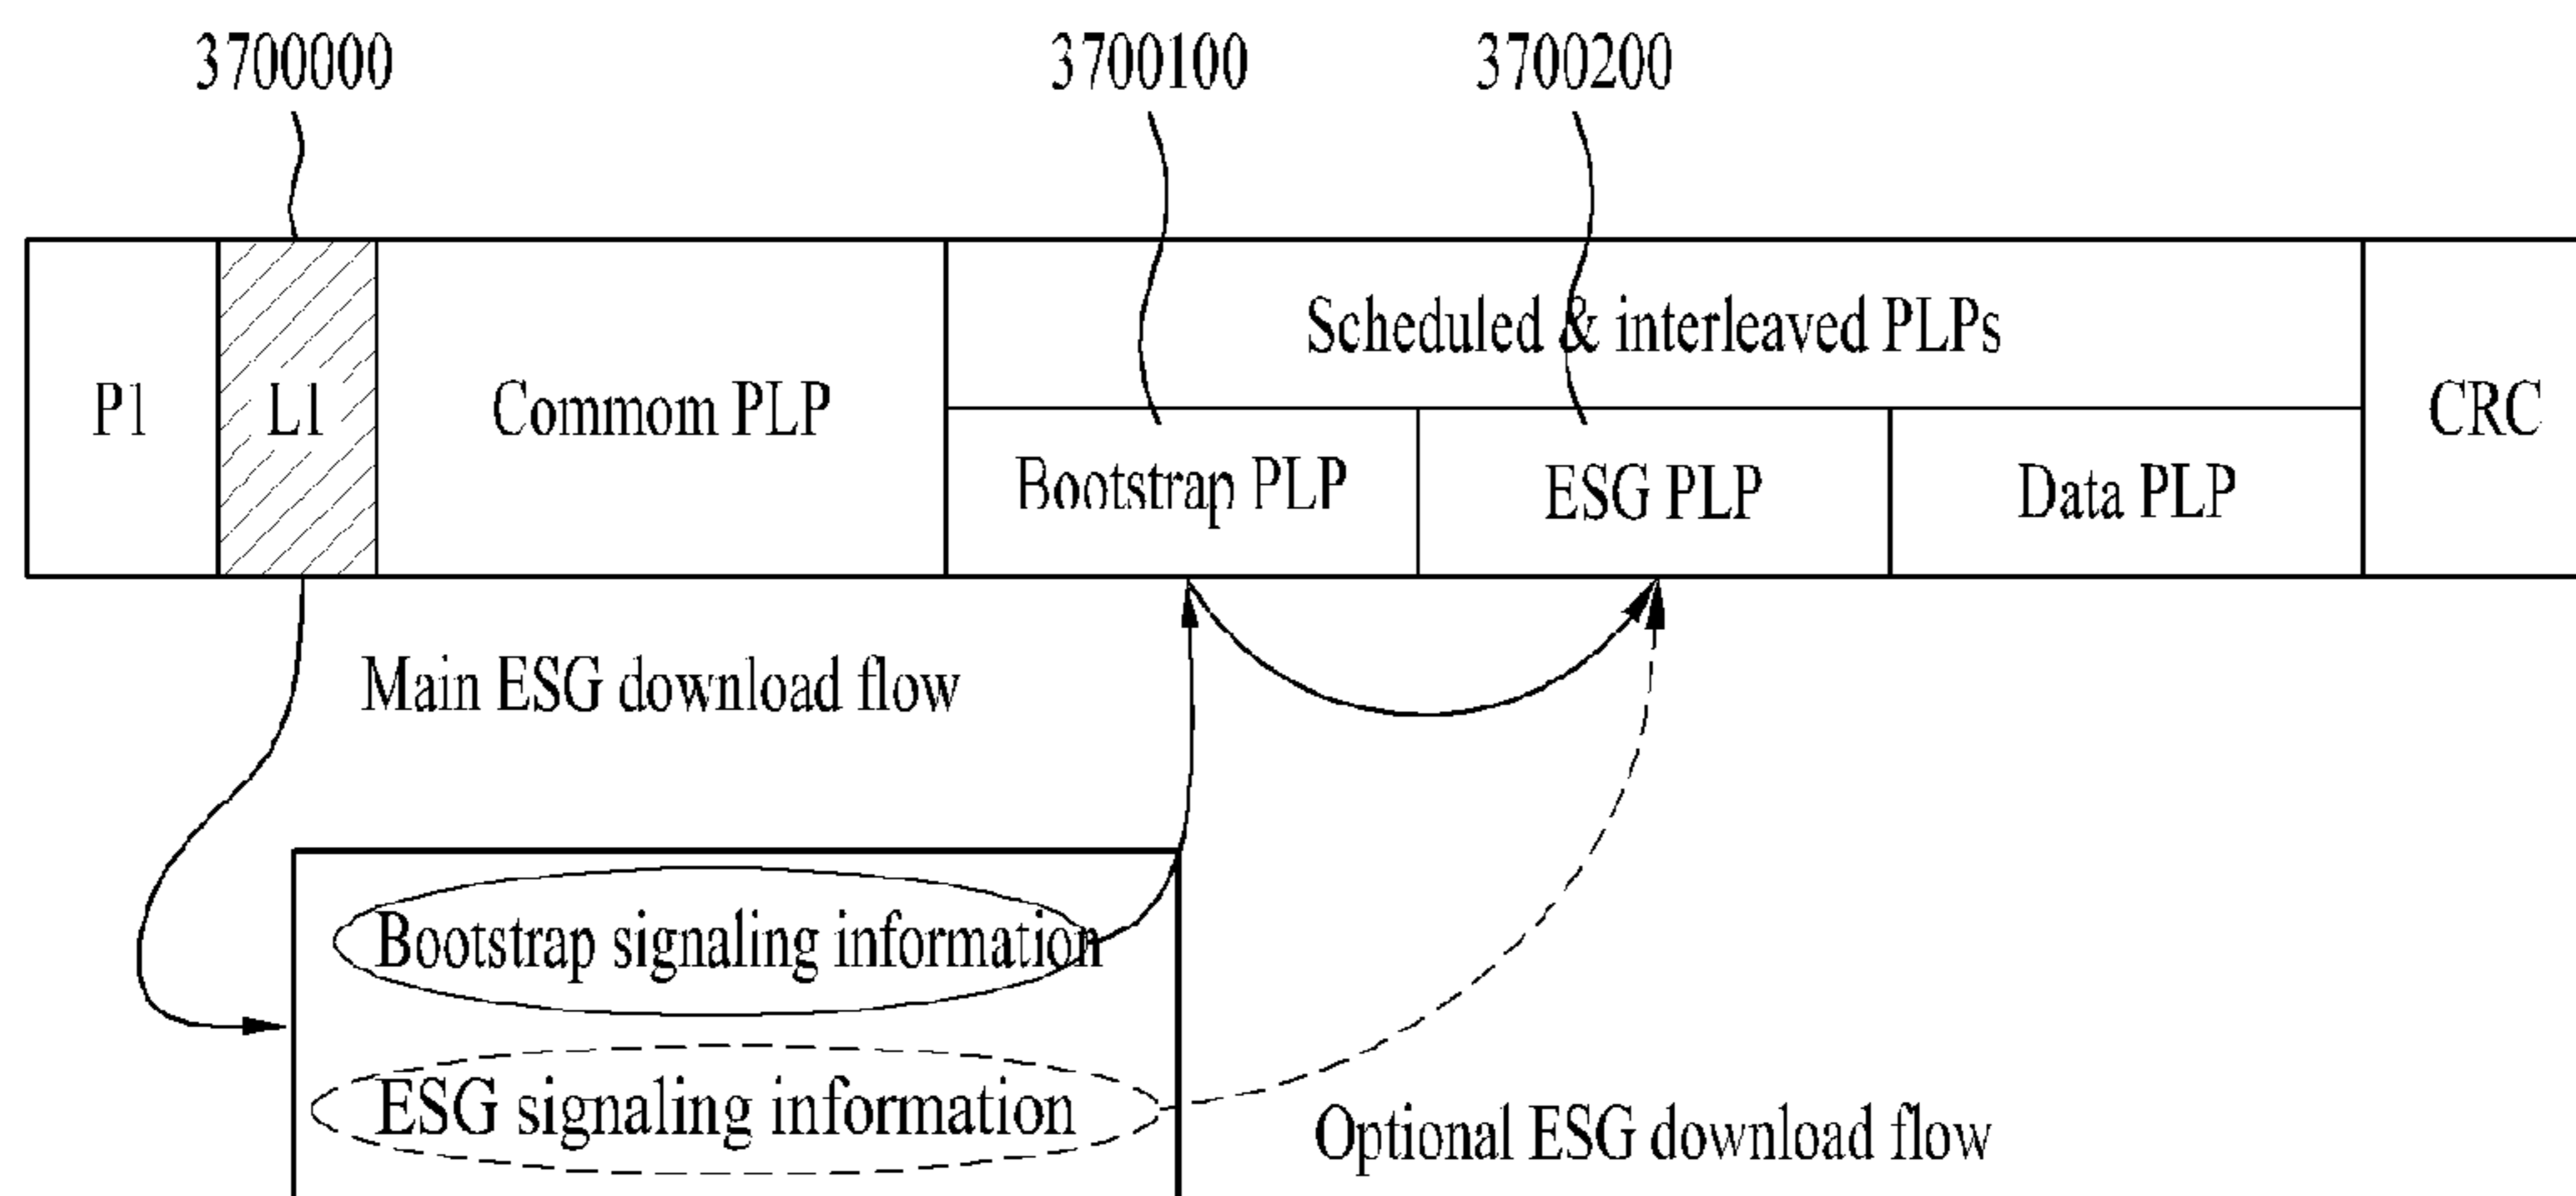 3700000
3700100
3700200
P1
L1
Commom PLP
Scheduled & interleaved PLPs
Bootstrap PLP
ESG PLP
Data PLP
CRC
Main ESG download flow
Bootstrap signaling information
ESG signaling information
Optional ESG download flow